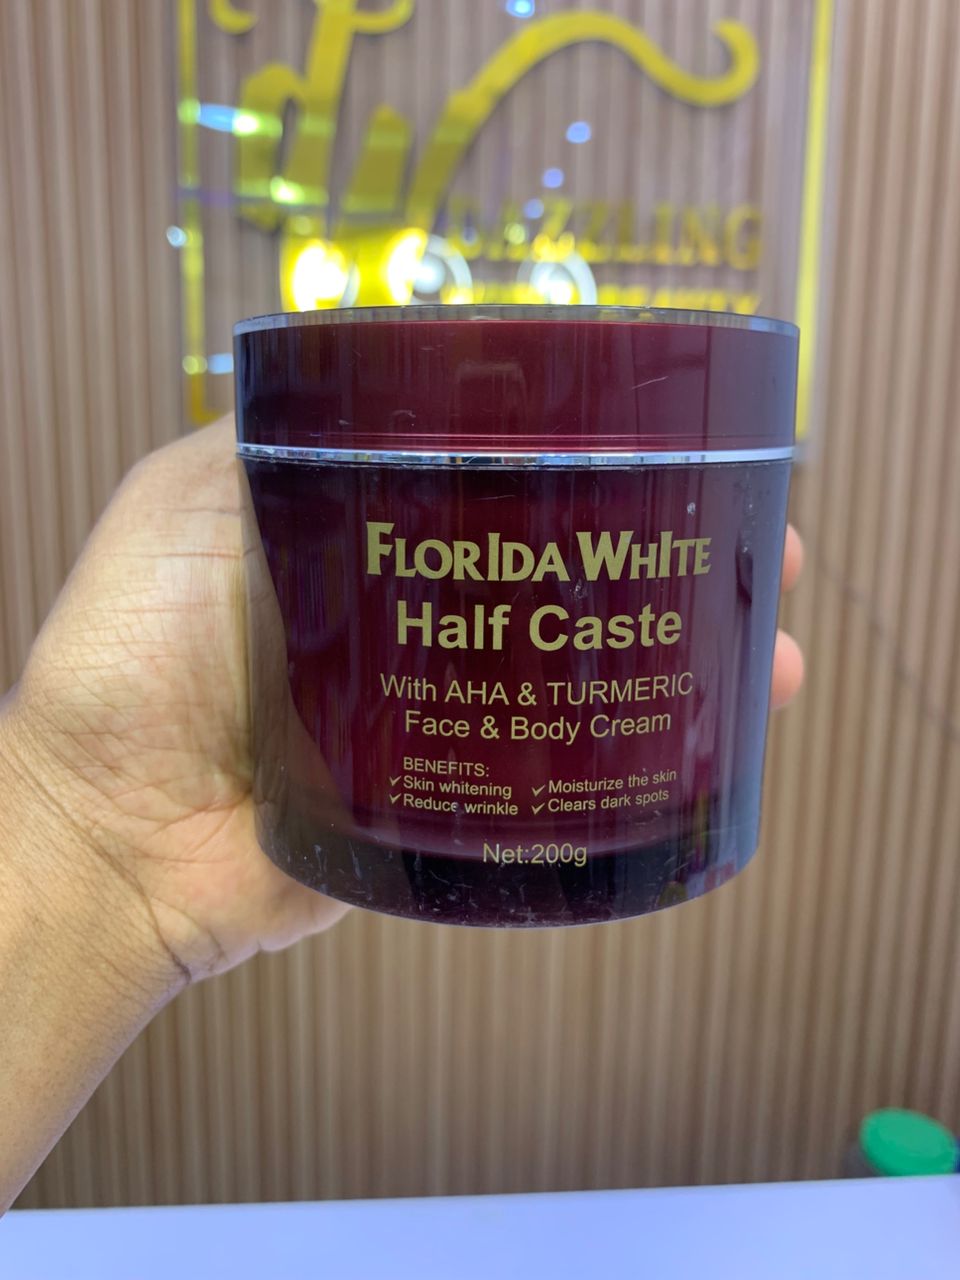 DAZZLING
FLORIDA WHITE
Half Caste
With AHA & TURMERIC
Face & Body Cream
BENEFITS:
✓Skin whitening ✓Moisturize the skin
✓Reduce wrinkle ✓Clears dark spots
Net:200g